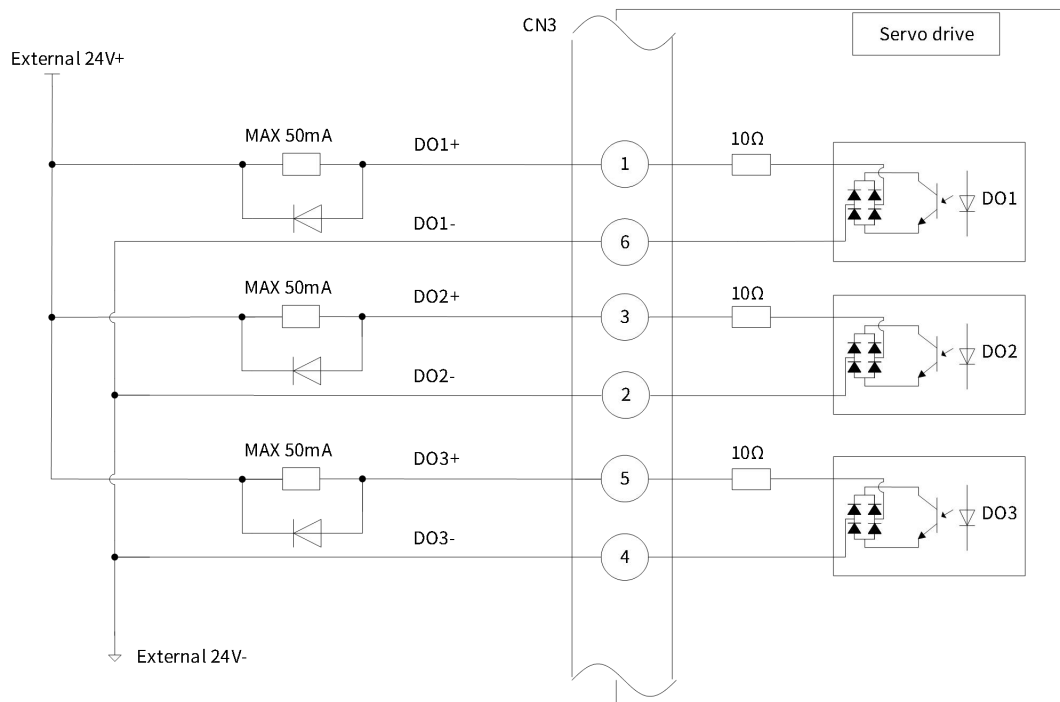 CN3
Servo drive
External 24V+
MAX 50mA
DO1+
1
10Ω
DO1
DO1-
6
MAX 50mA
DO2+
3
10Ω
DO2
DO2-
2
MAX 50mA
DO3+
5
10Ω
DO3
DO3-
4
External 24V-